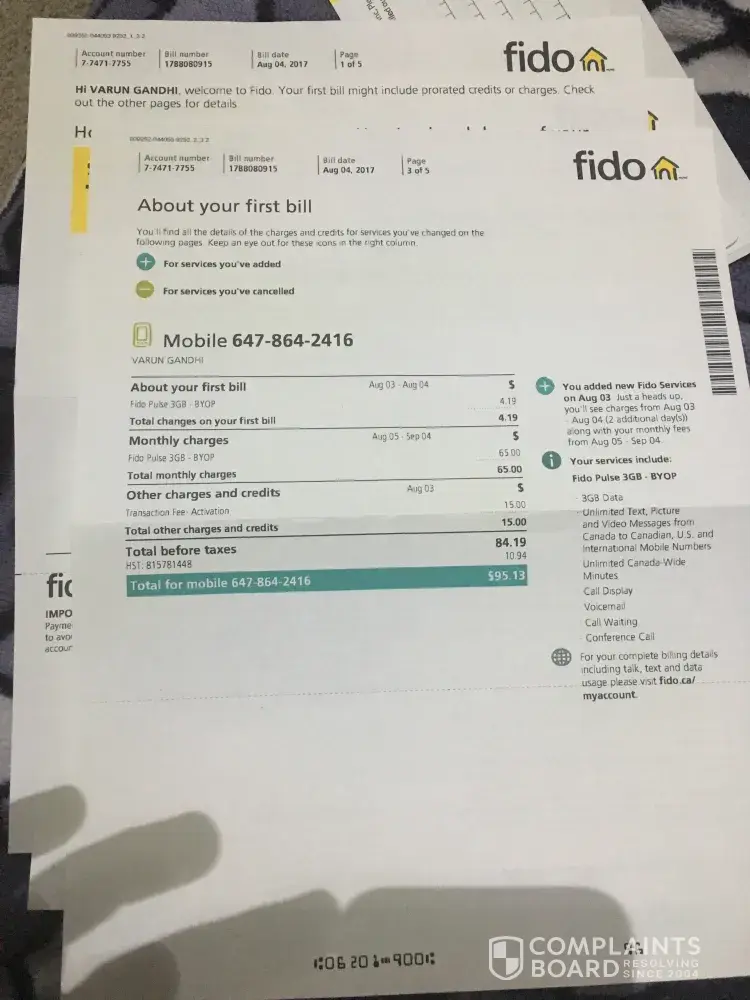 Account number
7-7471-7755
Bill number
1788080915
Bill date
Aug 04, 2017
Page
1 of 5
fido
Hi VARUN GANDHI, welcome to Fido. Your first bill might include prorated credits or charges. Check
out the other pages for details
Account number
7-7471-7755
Bill number
1788080915
Bill date
Aug 04, 2017
Page
3 of 5
fido
About your first bill
You'll find all the details of the charges and credits for services you've changed on the
following pages. Keep an eye out for these icons in the right column.
For services you've added
For services you've cancelled
Mobile 647-864-2416
VARUN GANDHI
About your first bill Aug 03 - Aug 04 $
Fido Pulse 3GB - BYOP 4.19
Total changes on your first bill 4.19
Monthly charges Aug 05 - Sep 04 $
Fido Pulse 3GB - BYOP 65.00
Total monthly charges 65.00
Other charges and credits Aug 03 $
Transaction Fee- Activation 15.00
Total other charges and credits 15.00
Total before taxes 84.19
HST: 815781448 10.94
Total for mobile 647-864-2416 $95.13
You added new Fido Services
on Aug 03 Just a heads up,
you'll see charges from Aug 03
- Aug 04 (2 additional day(s))
along with your monthly fees
from Aug 05 - Sep 04
Your services include:
Fido Pulse 3GB - BYOP
· 3GB Data
· Unlimited Text, Picture
and Video Messages from
Canada to Canadian, U.S. and
International Mobile Numbers
Unlimited Canada-Wide
Minutes
· Call Display
Voicemail
· Call Waiting
· Conference Call
For your complete billing details
including talk, text and data
usage please visit fido.ca/
myaccount.
fid
IMPO
Payme
to avo
accour
COMPLAINTS
BOARD RESOLVING
SINCE 2004